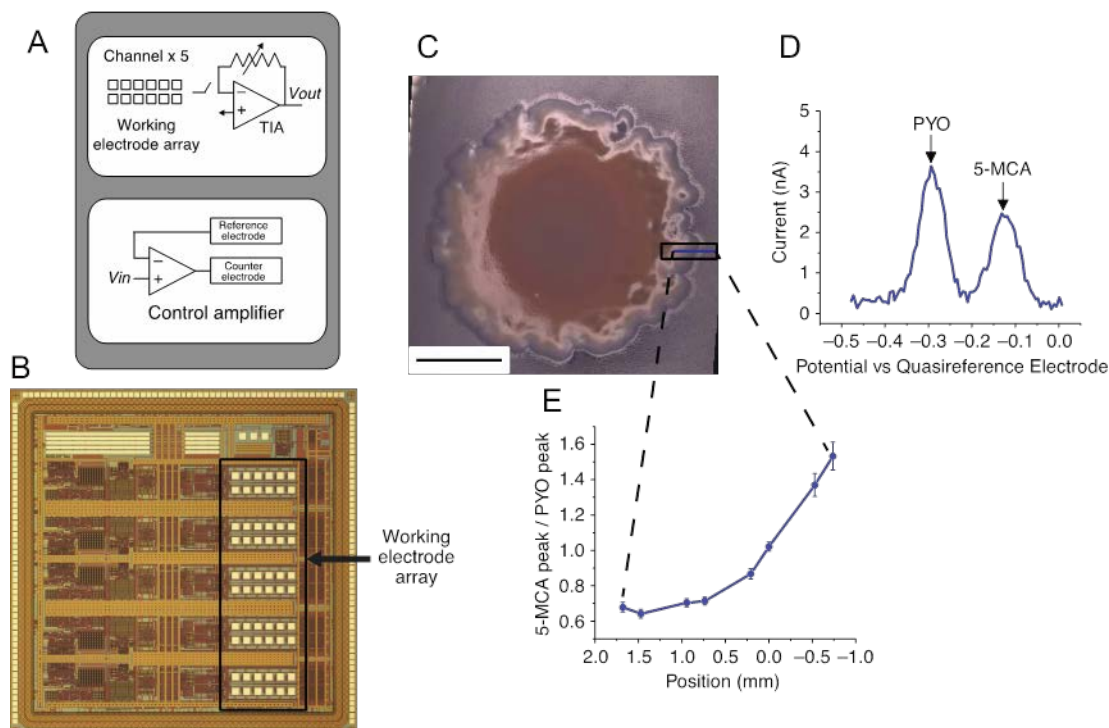 A
Channel x 5
Vout
−
+
TIA
Working
electrode array
Reference
electrode
−
Vin
+
Counter
electrode
Control amplifier
B
Working
electrode
array
C
D
5
4
3
2
1
0
Current (nA)
PYO
5-MCA
−0.5 −0.4 −0.3 −0.2 −0.1 0.0
Potential vs Quasireference Electrode
E
1.6
1.4
1.2
1.0
0.8
0.6
5-MCA peak / PYO peak
2.0 1.5 1.0 0.5 0.0 −0.5 −1.0
Position (mm)